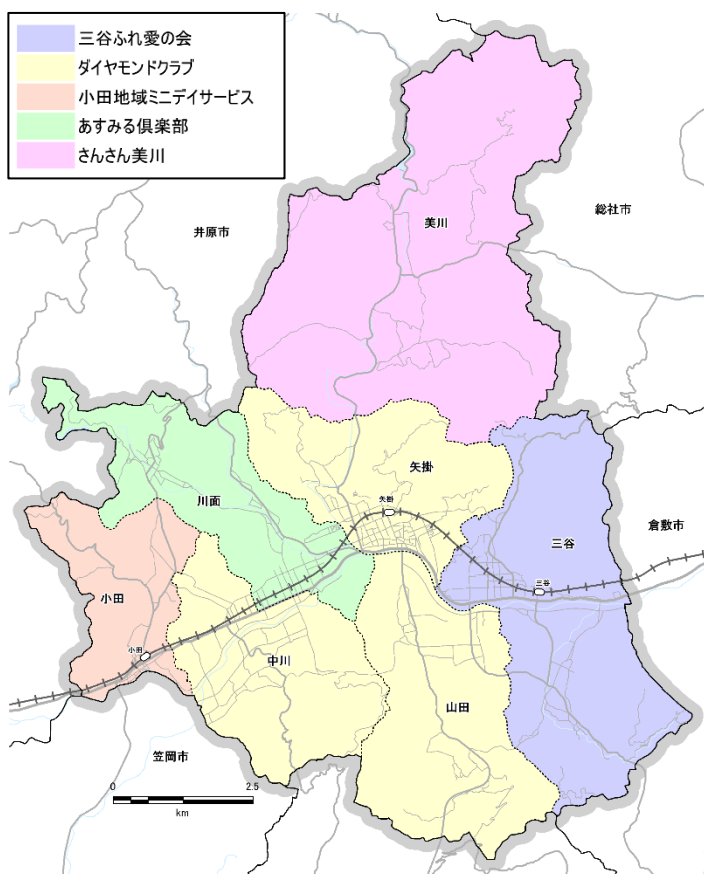 三谷ふれ愛の会
ダイヤモンドクラブ
小田地域ミニデイサービス
あすみる倶楽部
さんさん美川
井原市
総社市
美川
矢掛
川面
矢掛
倉敷市
三谷
三谷
小田
小田
中川
山田
笠岡市
0 2.5
km